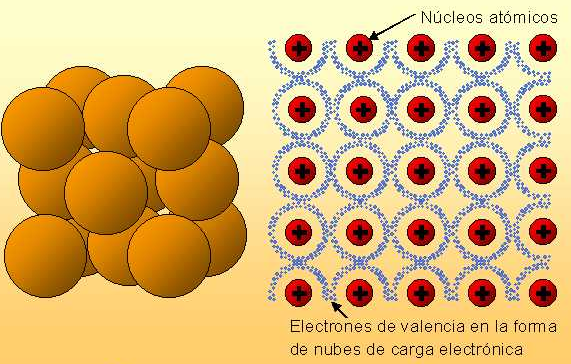 Núcleos atómicos
Electrones de valencia en la forma
de nubes de carga electrónica